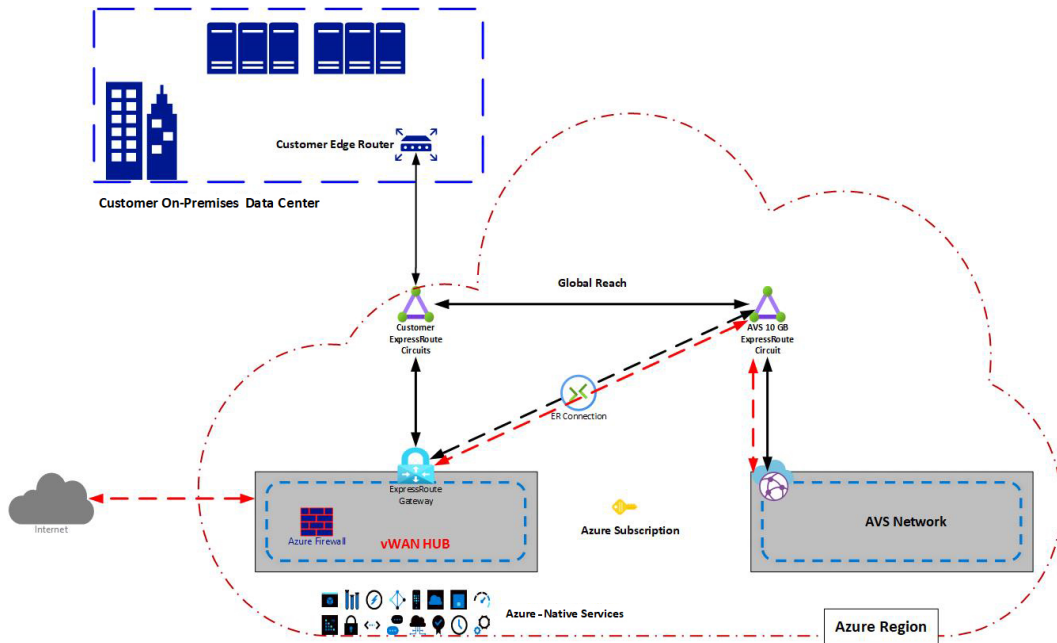 Customer Edge Router
Customer On-Premises Data Center
Global Reach
Customer
ExpressRoute
Circuits
AVS 10 GB
ExpressRoute
Circuit
ER Connection
ExpressRoute
Gateway
Internet
Azure Firewall
vWAN HUB
Azure Subscription
AVS Network
Azure-Native Services
Azure Region